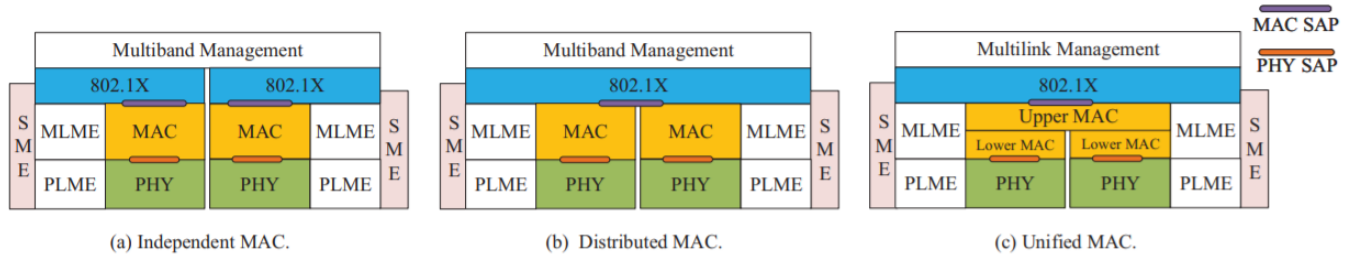 Multiband Management
802.1X 802.1X
S M E
MLME MAC MAC MLME
S M E
PLME PHY PHY PLME
(a) Independent MAC.
Multiband Management
802.1X
S M E
MLME MAC MAC MLME
S M E
PLME PHY PHY PLME
(b) Distributed MAC.
Multilink Management
802.1X
Upper MAC
S M E
MLME Lower MAC Lower MAC MLME
S M E
PLME PHY PHY PLME
(c) Unified MAC.
MAC SAP
PHY SAP